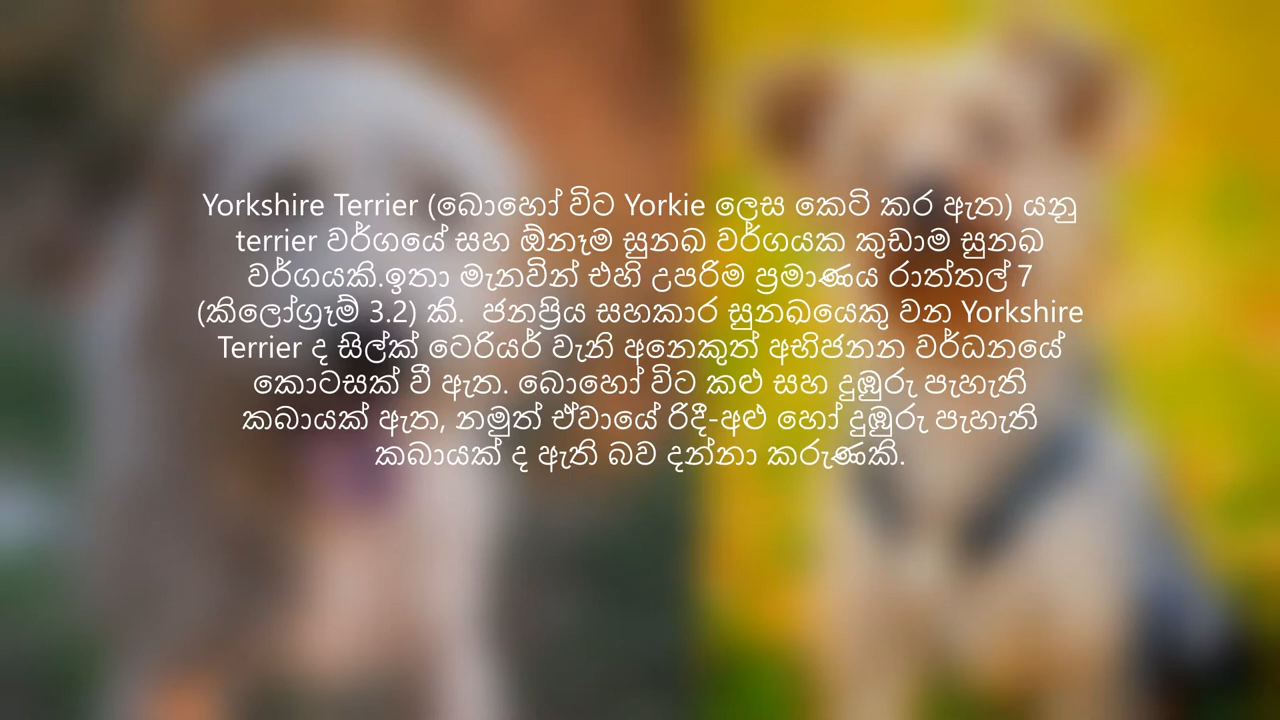 Yorkshire Terrier (බොහෝ විට Yorkie ලෙස කෙටි කර ඇත) යනු
terrier වර්ගයේ සහ ඕනෑම සුනඛ වර්ගයක කුඩාම සුනඛ
වර්ගයකි.ඉතා මැනවින් එහි උපරිම ප්‍රමාණය රාත්තල් 7
(කිලෝග්‍රෑම් 3.2) කි.  ජනප්‍රිය සහකාර සුනඛයෙකු වන Yorkshire
Terrier ද සිල්ක් ටෙරියර් වැනි අනෙකුත් අභිජනන වර්ධනයේ
කොටසක් වී ඇත. බොහෝ විට කළු සහ දුඹුරු පැහැති
කබායක් ඇත, නමුත් ඒවායේ රිදී-අළු හෝ දුඹුරු පැහැති
කබායක් ද ඇති බව දන්නා කරුණකි.